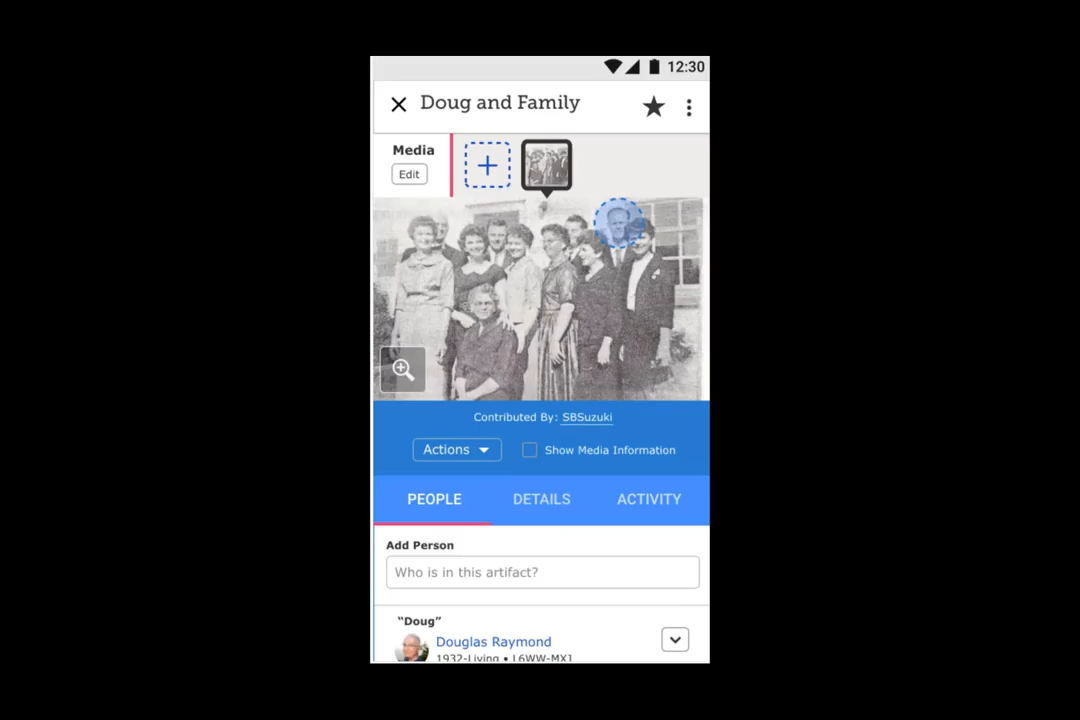 12:30
Doug and Family
Media
Edit
Contributed By: SBSuzuki
Actions
Show Media Information
PEOPLE DETAILS ACTIVITY
Add Person
Who is in this artifact?
“Doug”
Douglas Raymond
1932-Living • L6WW-MX1